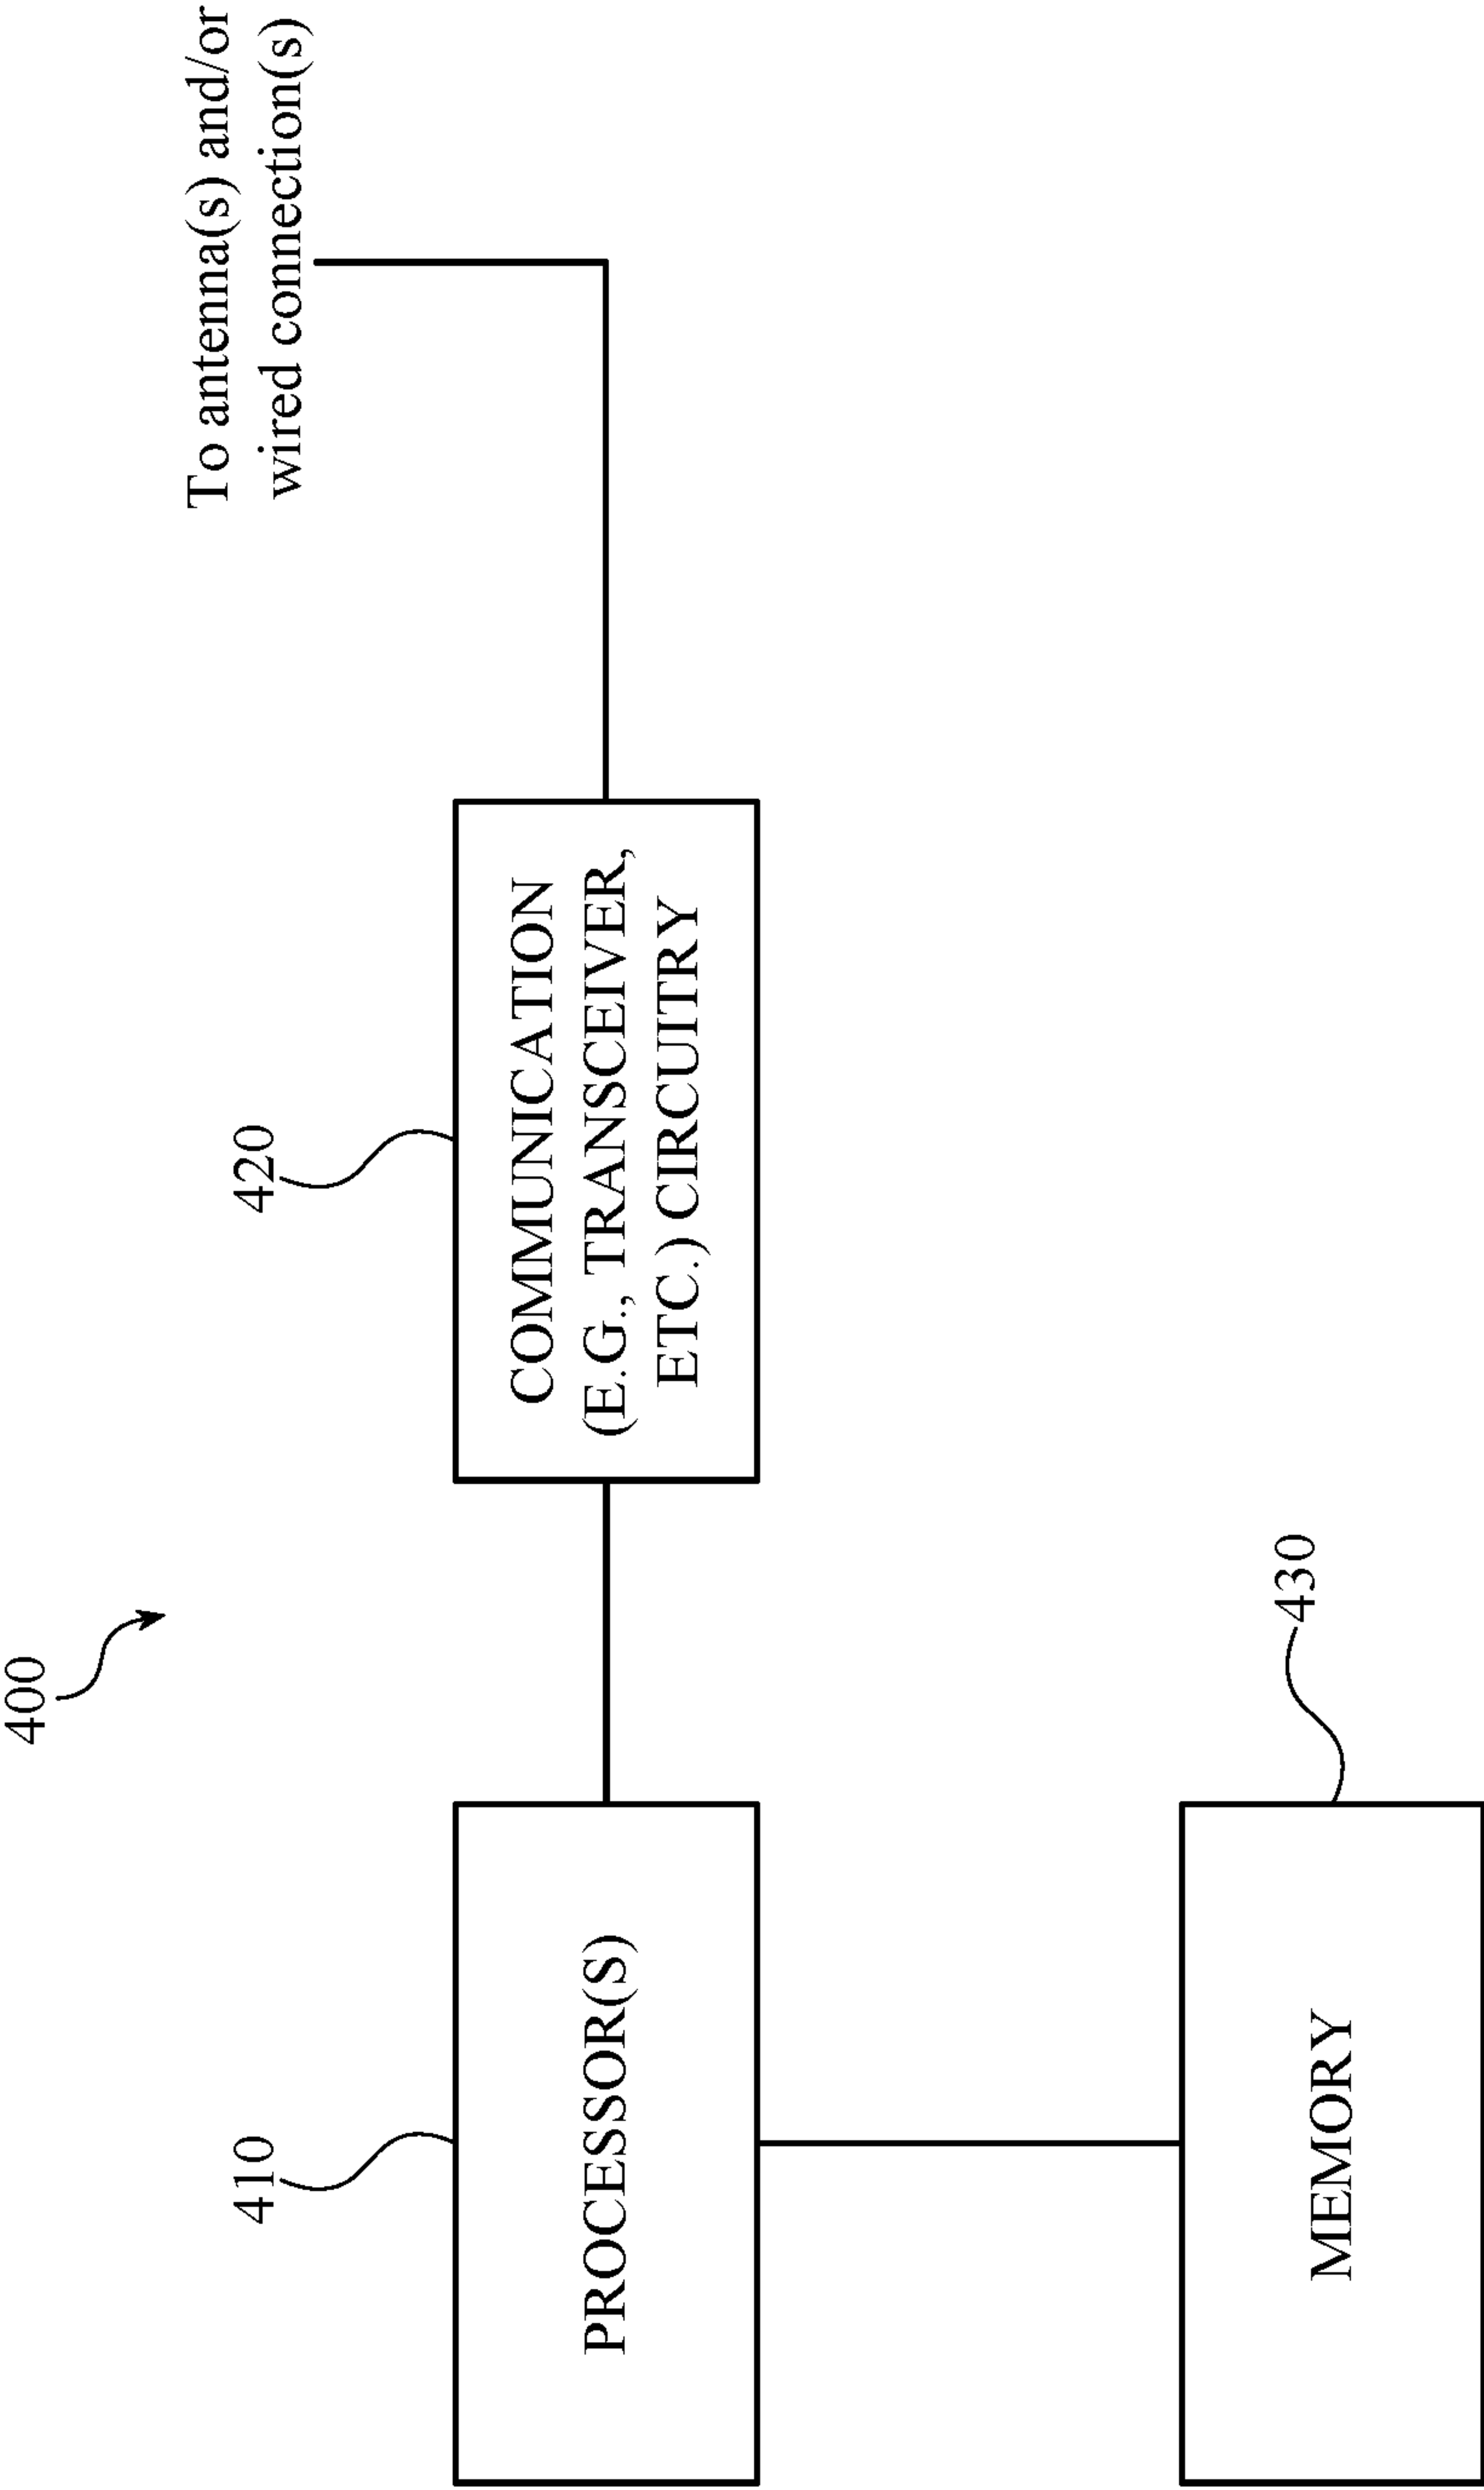 400
To antenna(s) and/or
wired connection(s)
410
420
PROCESSOR(S)
COMMUNICATION
(E.G., TRANSCEIVER,
ETC.) CIRCUITRY
430
MEMORY